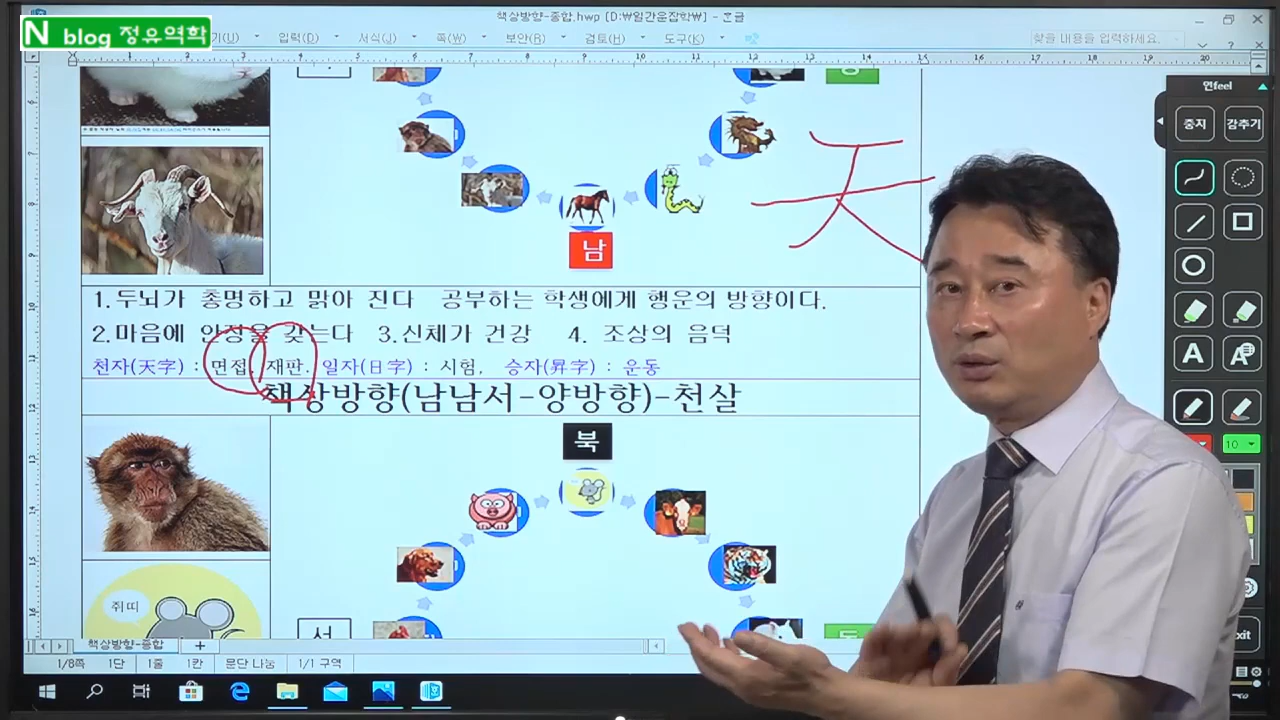 N blog 정유역학
책상방향-종합.hwp [D:₩일간운잡학₩] - 흔글
입력(D) 서식(J) 쪽(W) 보안(B) 검토(H) 도구(K)
찾을 내용을 입력하세요.
연feel
중지 감추기
天
남
1.두뇌가 총명하고 맑아 진다 공부하는 학생에게 행운의 방향이다.
2.마음에 안정을 갖는다 3.신체가 건강 4. 조상의 음덕
천자(天字) : 면접, 재판. 일자(日字) : 시험, 승자(昇字) : 운동
책상방향(남남서-양방향)-천살
북
쥐띠
10
책상방향-종합
1/8쪽 1단 1줄 1칸 문단 나눔 1/1 구역